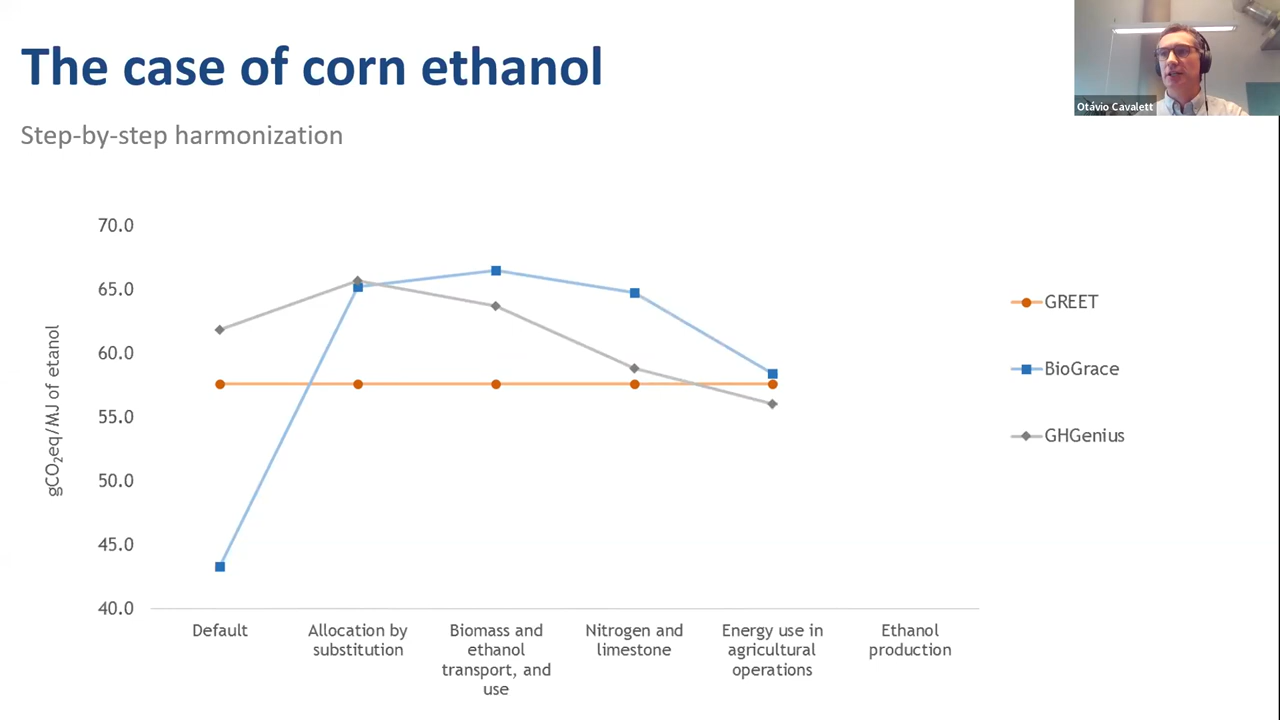 The case of corn ethanol
Otávio Cavalett
Step-by-step harmonization
70.0
65.0
60.0
55.0
50.0
45.0
40.0
gCO₂eq/MJ of etanol
GREET
BioGrace
GHGenius
Default
Allocation by
substitution
Biomass and
ethanol
transport, and
use
Nitrogen and
limestone
Energy use in
agricultural
operations
Ethanol
production